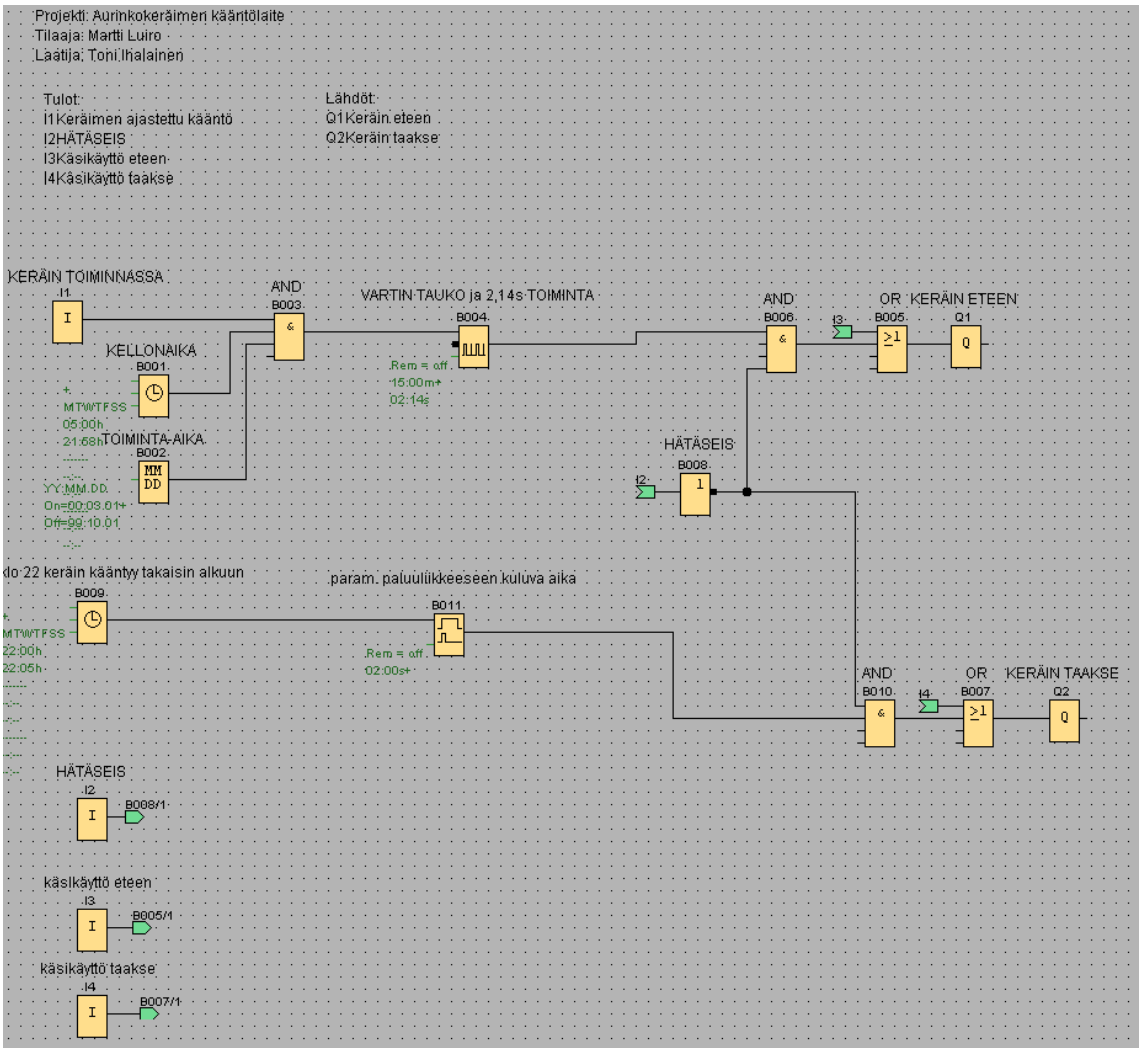 Projekti: Aurinkokeräimen kääntölaite
Tilaaja: Martti Luiro
Laatija: Toni Ihalainen
Tulot:
I1Keräimen ajastettu kääntö
I2HÄTÄSEIS
I3Käsikäyttö eteen
I4Käsikäyttö taakse
Lähdöt:
Q1Keräin eteen
Q2Keräin taakse
KERÄIN TOIMINNASSA
I1
I
AND
B003
&
VARTIN TAUKO ja 2,14s TOIMINTA
B004
Rem = off
15:00m+
02:14s
AND
B006
&
I3
OR
B005
≥1
KERÄIN ETEEN
Q1
Q
KELLONAIKA
B001
+
MTWTFSS
05:00h
21:58h
------
--:--
--:--
TOIMINTA-AIKA
B002
MM
DD
YY.MM.DD
On=00.03.01+
Off=99.10.01
------
--:--
--:--
HÄTÄSEIS
I2
B008
1
klo 22 keräin kääntyy takaisin alkuun
B009
+
MTWTFSS
22:00h
22:05h
------
--:--
--:--
------
--:--
--:--
param. paluuliikkeeseen kuluva aika
B011
Rem = off
02:00s+
AND
B010
&
I4
OR
B007
≥1
KERÄIN TAAKSE
Q2
Q
HÄTÄSEIS
I2
I
B008/1
käsikäyttö eteen
I3
I
B005/1
käsikäyttö taakse
I4
I
B007/1